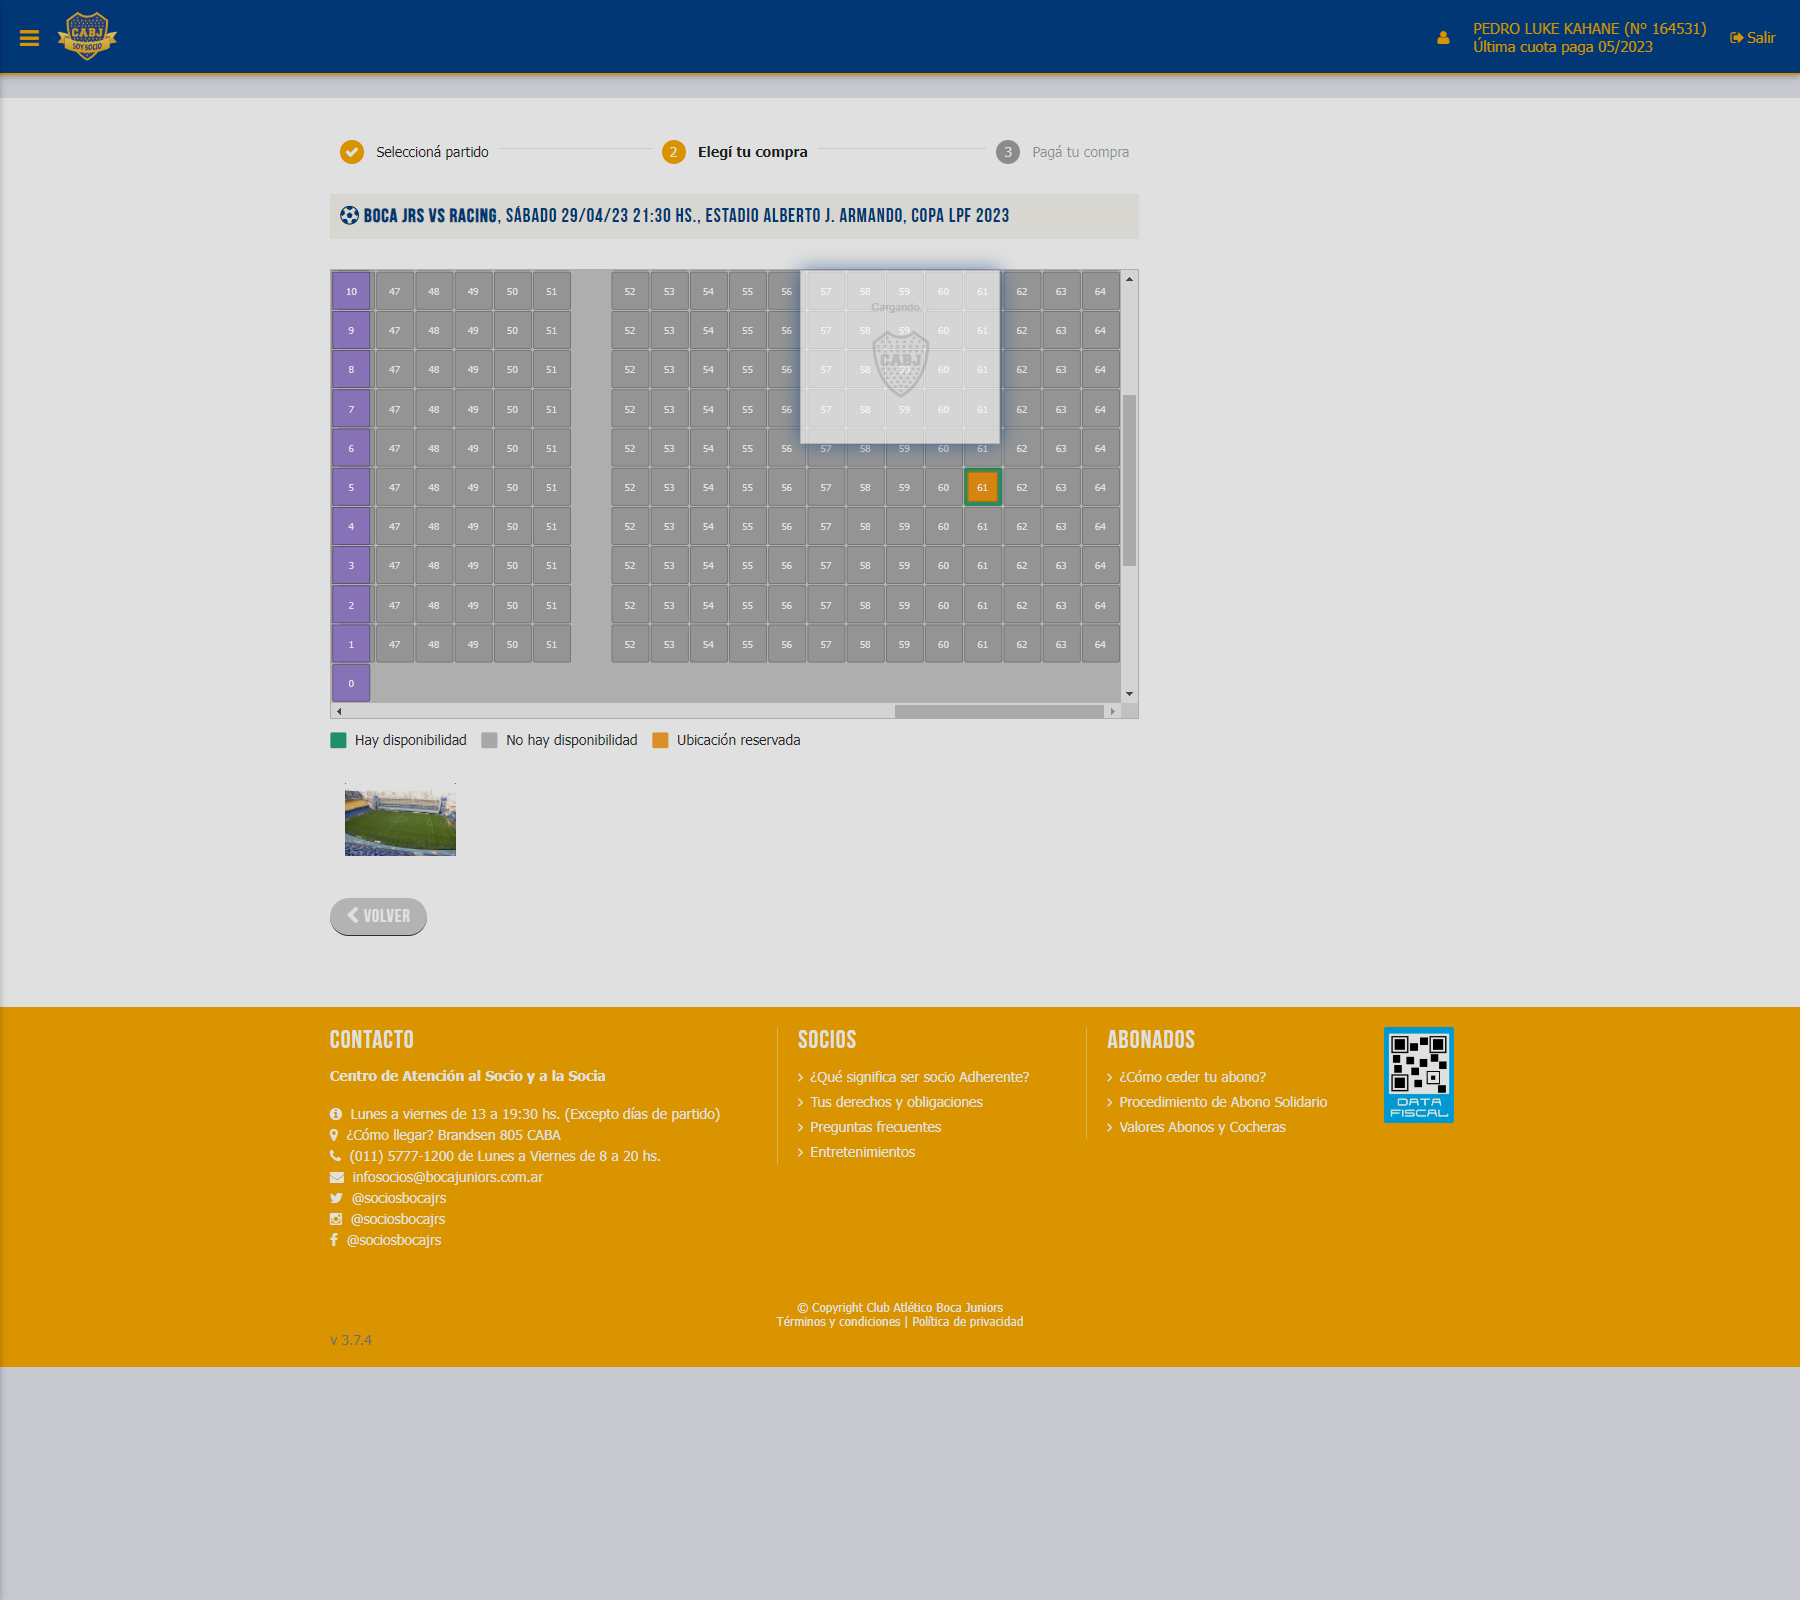 CABJ
SOY SOCIO
PEDRO LUKE KAHANE (Nº 164531)
Última cuota paga 05/2023
Salir
Seleccioná partido
2 Elegí tu compra
3 Pagá tu compra
BOCA JRS VS RACING, SÁBADO 29/04/23 21:30 HS., ESTADIO ALBERTO J. ARMANDO, COPA LPF 2023
10 47 48 49 50 51 52 53 54 55 56 57 58 59 60 61 62 63 64
Cargando.
9 47 48 49 50 51 52 53 54 55 56 57 58 59 60 61 62 63 64
CABJ
8 47 48 49 50 51 52 53 54 55 56 57 58 59 60 61 62 63 64
7 47 48 49 50 51 52 53 54 55 56 57 58 59 60 61 62 63 64
6 47 48 49 50 51 52 53 54 55 56 57 58 59 60 61 62 63 64
5 47 48 49 50 51 52 53 54 55 56 57 58 59 60 61 62 63 64
4 47 48 49 50 51 52 53 54 55 56 57 58 59 60 61 62 63 64
3 47 48 49 50 51 52 53 54 55 56 57 58 59 60 61 62 63 64
2 47 48 49 50 51 52 53 54 55 56 57 58 59 60 61 62 63 64
1 47 48 49 50 51 52 53 54 55 56 57 58 59 60 61 62 63 64
0
Hay disponibilidad No hay disponibilidad Ubicación reservada
VOLVER
CONTACTO
Centro de Atención al Socio y a la Socia
Lunes a viernes de 13 a 19:30 hs. (Excepto días de partido)
¿Cómo llegar? Brandsen 805 CABA
(011) 5777-1200 de Lunes a Viernes de 8 a 20 hs.
infosocios@bocajuniors.com.ar
@sociosbocajrs
@sociosbocajrs
@sociosbocajrs
SOCIOS
¿Qué significa ser socio Adherente?
Tus derechos y obligaciones
Preguntas frecuentes
Entretenimientos
ABONADOS
¿Cómo ceder tu abono?
Procedimiento de Abono Solidario
Valores Abonos y Cocheras
DATA
FISCAL
© Copyright Club Atlético Boca Juniors
Términos y condiciones | Política de privacidad
v 3.7.4